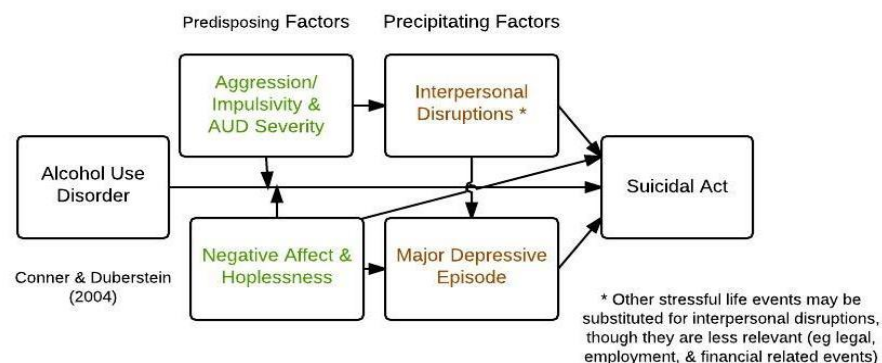 Predisposing Factors
Precipitating Factors
Aggression/
Impulsivity &
AUD Severity
Interpersonal
Disruptions *
Alcohol Use
Disorder
Suicidal Act
Negative Affect &
Hoplessness
Major Depressive
Episode
Conner & Duberstein
(2004)
* Other stressful life events may be
substituted for interpersonal disruptions,
though they are less relevant (eg legal,
employment, & financial related events)